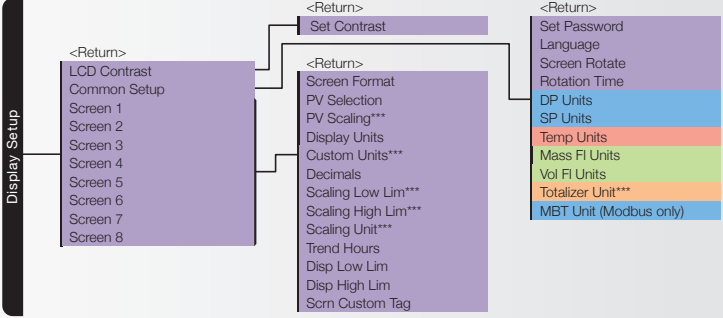 Display Setup
<Return>
LCD Contrast
Common Setup
Screen 1
Screen 2
Screen 3
Screen 4
Screen 5
Screen 6
Screen 7
Screen 8
<Return>
Set Contrast
<Return>
Screen Format
PV Selection
PV Scaling***
Display Units
Custom Units***
Decimals
Scaling Low Lim***
Scaling High Lim***
Scaling Unit***
Trend Hours
Disp Low Lim
Disp High Lim
Scrn Custom Tag
<Return>
Set Password
Language
Screen Rotate
Rotation Time
DP Units
SP Units
Temp Units
Mass Fl Units
Vol Fl Units
Totalizer Unit***
MBT Unit (Modbus only)